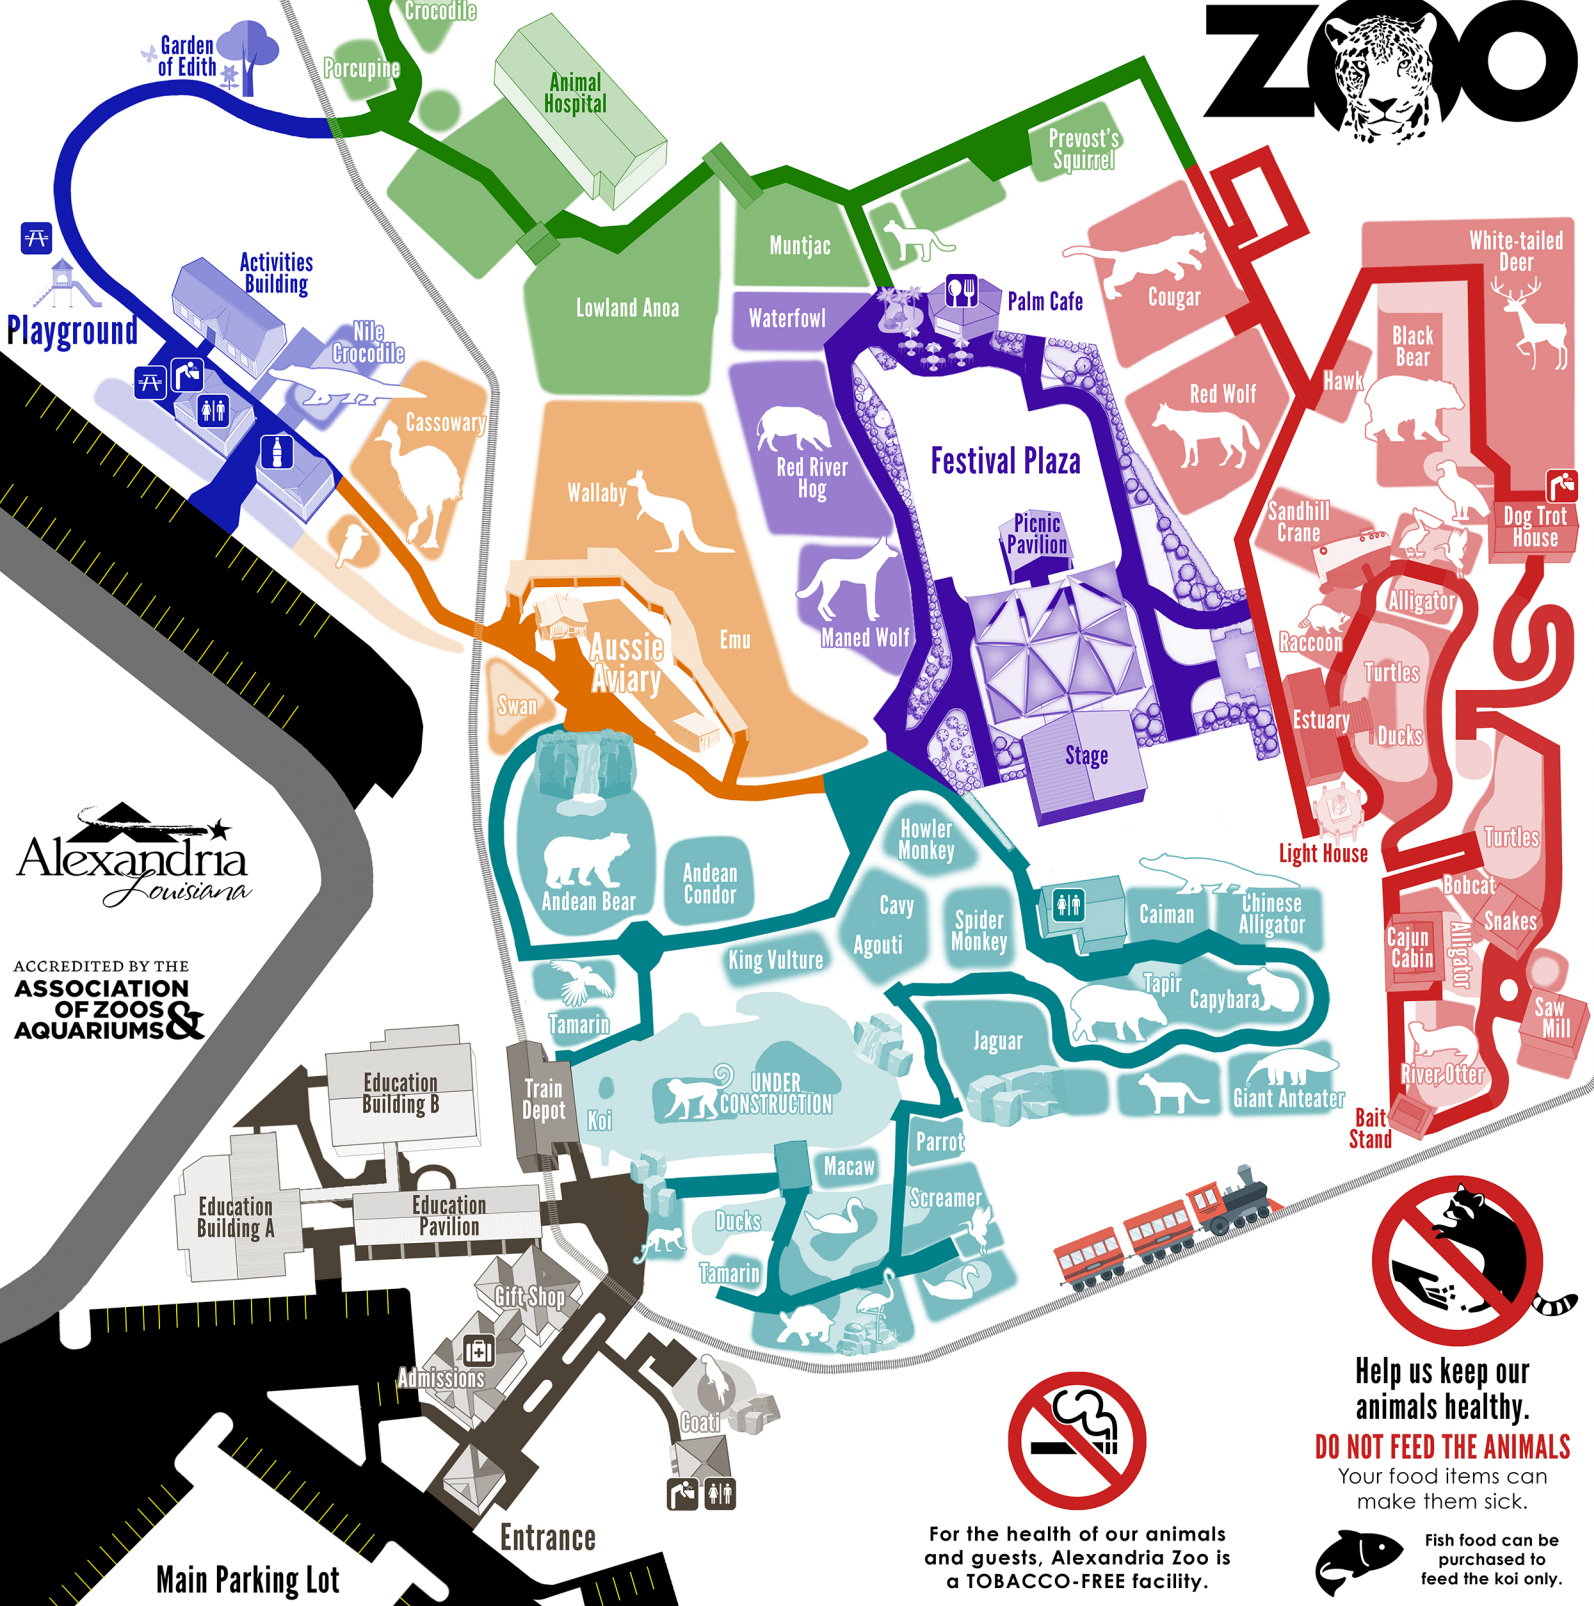 Crocodile
ZOO
Garden
of Edith
Porcupine
Animal
Hospital
Prevost's
Squirrel
Muntjac
Lowland Anoa
Waterfowl
Palm Cafe
Cougar
White-tailed
Deer
Activities
Building
Playground
Nile
Crocodile
Cassowary
Black
Bear
Hawk
Red Wolf
Red River
Hog
Festival Plaza
Wallaby
Picnic
Pavilion
Sandhill
Crane
Dog Trot
House
Alligator
Raccoon
Maned Wolf
Emu
Aussie
Aviary
Swan
Turtles
Estuary
Ducks
Stage
Light House
Turtles
Howler
Monkey
Andean
Condor
Andean Bear
Cavy
Agouti
Spider
Monkey
Caiman
Chinese
Alligator
Bobcat
Snakes
Cajun
Cabin
Alligator
King Vulture
Tapir
Capybara
Saw
Mill
Tamarin
Jaguar
River Otter
Giant Anteater
Bait
Stand
UNDER
CONSTRUCTION
Koi
Train
Depot
Parrot
Macaw
Screamer
Ducks
Tamarin
Alexandria
Louisiana
ACCREDITED BY THE
ASSOCIATION
OF ZOOS &
AQUARIUMS
Education
Building B
Education
Building A
Education
Pavilion
Gift Shop
Admissions
Coati
Entrance
Main Parking Lot
For the health of our animals
and guests, Alexandria Zoo is
a TOBACCO-FREE facility.
Help us keep our
animals healthy.
DO NOT FEED THE ANIMALS
Your food items can
make them sick.
Fish food can be
purchased to
feed the koi only.